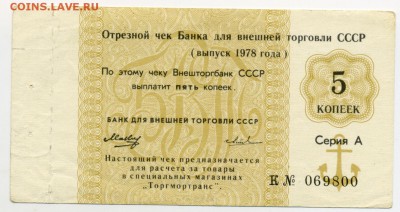 COINS.LAVE.RU
Отрезной чек Банка для внешней торговли СССР
(выпуск 1978 года)
По этому чеку Внешторгбанк СССР
выплатит пять копеек.
5
КОПЕЕК
БАНК ДЛЯ ВНЕШНЕЙ ТОРГОВЛИ СССР
Серия А
Настоящий чек предназначается
для расчета за товары
в специальных магазинах
"Торгмортранс".
Е № 069800